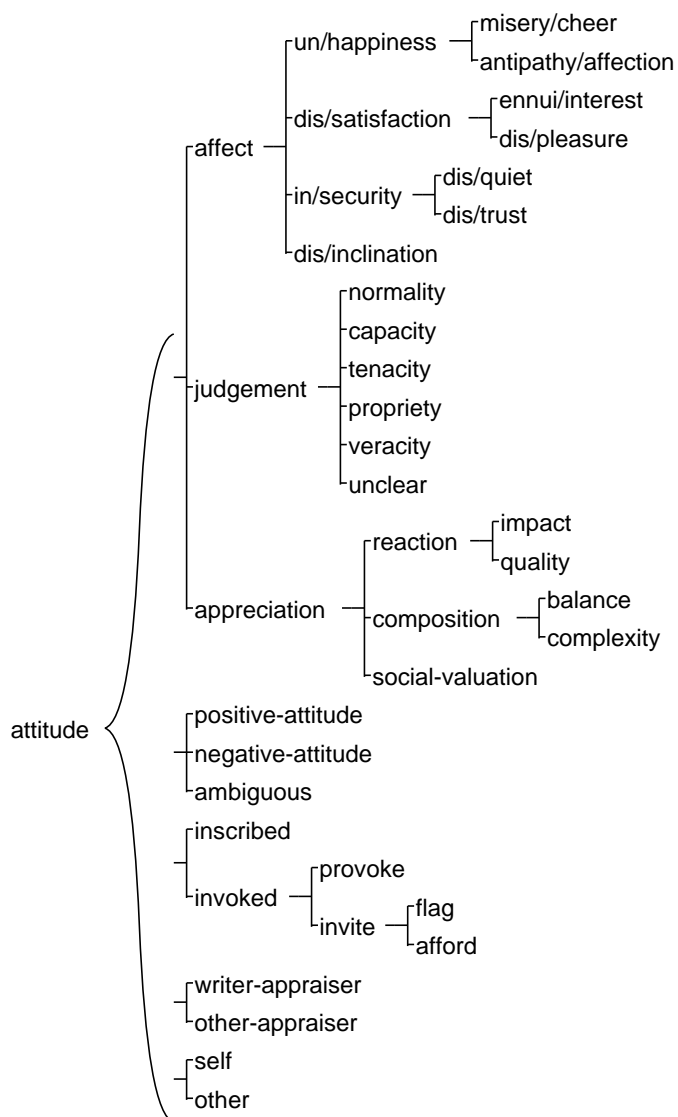 misery/cheer
un/happiness
antipathy/affection
ennui/interest
dis/satisfaction
dis/pleasure
affect
dis/quiet
in/security
dis/trust
dis/inclination
normality
capacity
tenacity
judgement
propriety
veracity
unclear
impact
reaction
quality
balance
appreciation
composition
complexity
social-valuation
positive-attitude
attitude
negative-attitude
ambiguous
inscribed
provoke
invoked
flag
invite
afford
writer-appraiser
other-appraiser
self
other